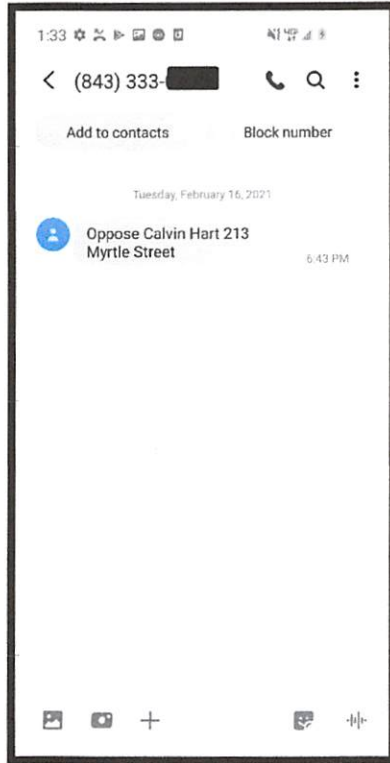 1:33
(843) 333-
Add to contacts Block number
Tuesday, February 16, 2021
Oppose Calvin Hart 213
Myrtle Street
6:43 PM